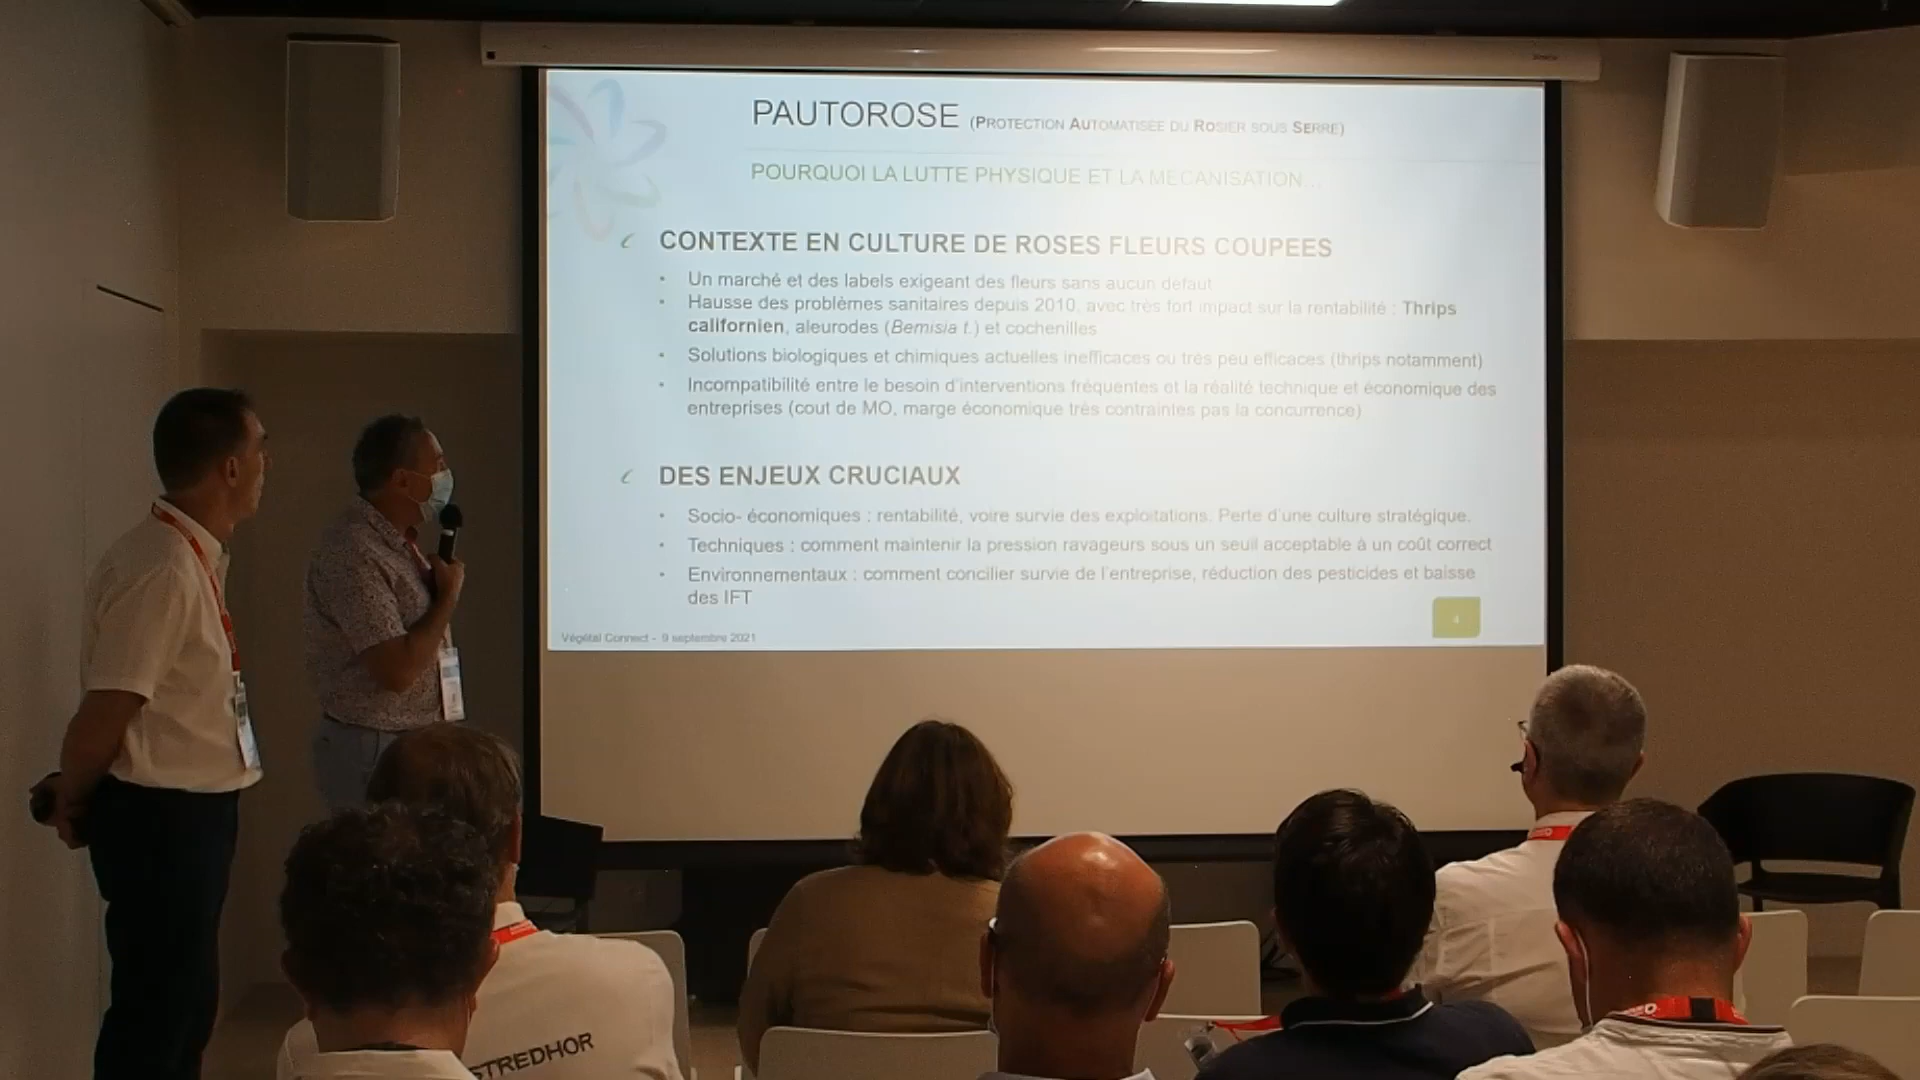 PAUTOROSE (PROTECTION AUTOMATISEE DU ROSIER SOUS SERRE)
POURQUOI LA LUTTE PHYSIQUE ET LA MECANISATION...
CONTEXTE EN CULTURE DE ROSES FLEURS COUPEES
• Un marché et des labels exigeant des fleurs sans aucun défaut
• Hausse des problèmes sanitaires depuis 2010, avec très fort impact sur la rentabilité : Thrips
californien, aleurodes (Bemisia t.) et cochenilles
• Solutions biologiques et chimiques actuelles inefficaces ou très peu efficaces (thrips notamment)
• Incompatibilité entre le besoin d'interventions fréquentes et la réalité technique et économique des
entreprises (cout de MO, marge économique très contraintes pas la concurrence)
DES ENJEUX CRUCIAUX
• Socio- économiques : rentabilité, voire survie des exploitations. Perte d'une culture stratégique.
• Techniques : comment maintenir la pression ravageurs sous un seuil acceptable à un coût correct
• Environnementaux : comment concilier survie de l'entreprise, réduction des pesticides et baisse
des IFT
4
Végétal Connect - 9 septembre 2021
STREDHOR